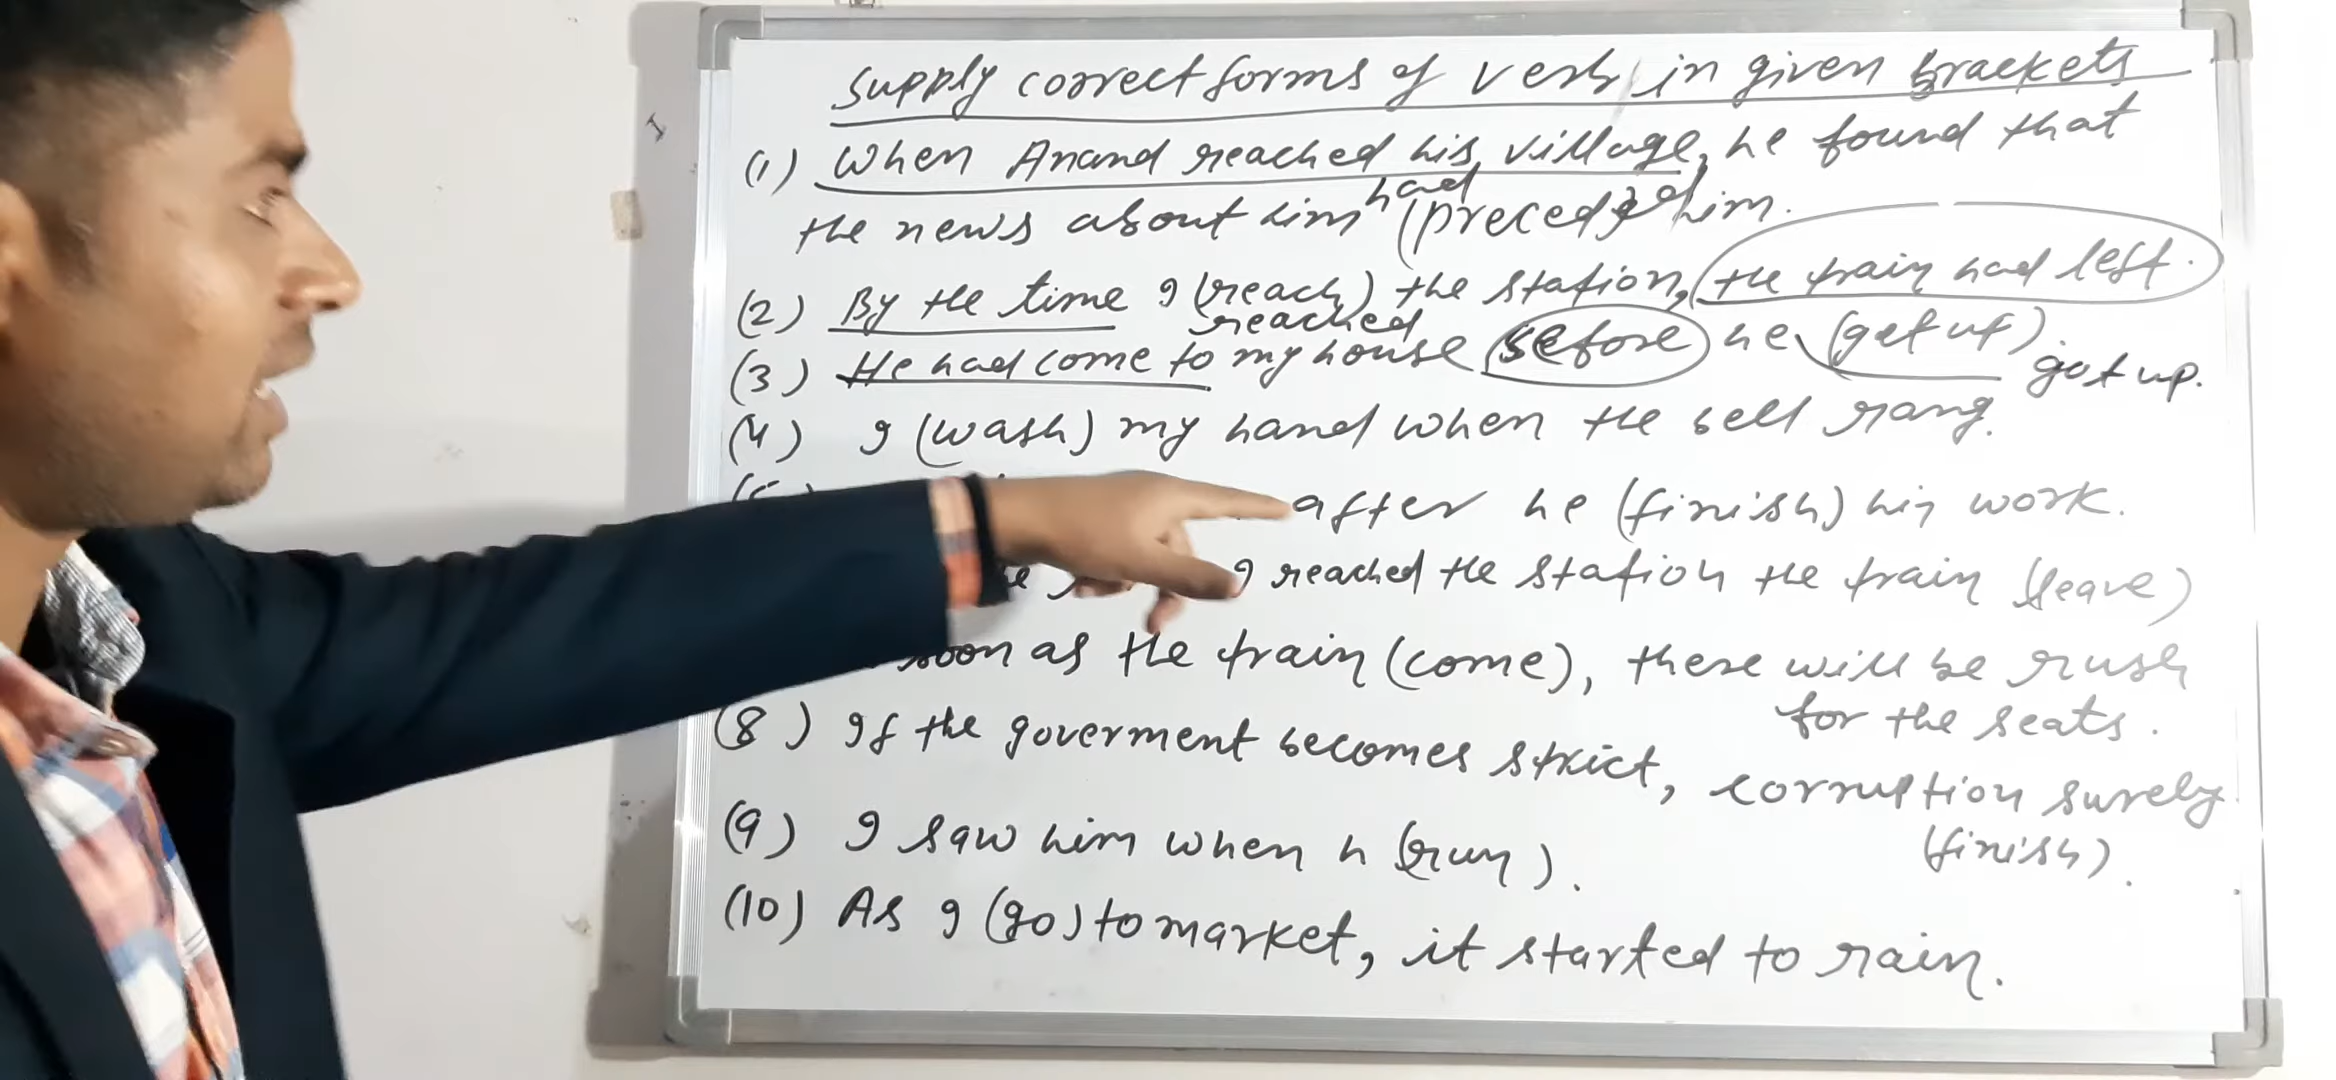 supply correct forms of verb in given brackets
(1) When Anand reached his village, he found that
had ed
the news about him (precede) him.
(2) By the time I (reach) the station, the train had left.
reached
(3) He had come to my house before he (get up)
got up.
(4) I (wash) my hand when the bell rang.
after he (finish) his work.
I reached the station the train (leave)
soon as the train (come), there will be rush
for the seats.
(8) If the goverment becomes strict, corruption surely
(finish).
(9) I saw him when h (run).
(10) As I (go) to market, it started to rain.